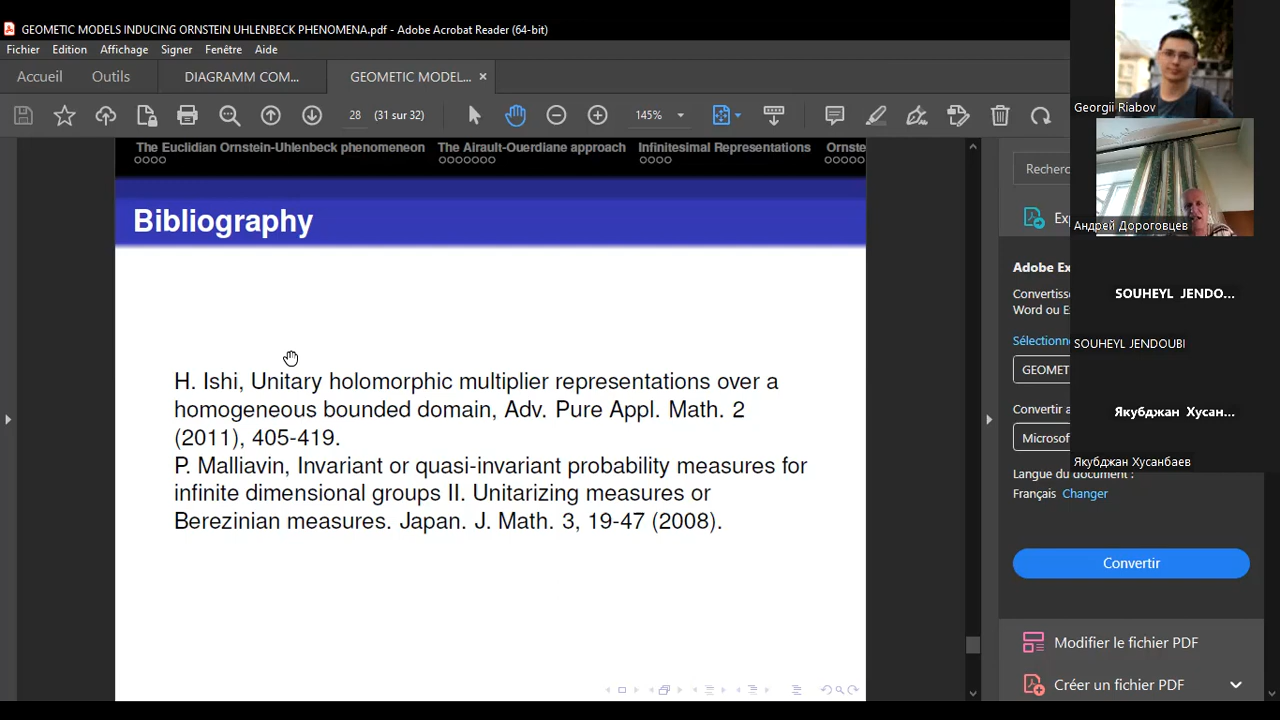 GEOMETIC MODELS INDUCING ORNSTEIN UHLENBECK PHENOMENA.pdf - Adobe Acrobat Reader (64-bit)
Fichier Edition Affichage Signer Fenêtre Aide
Accueil Outils DIAGRAMM COM... GEOMETIC MODEL... ×
28 (31 sur 32) 145%
The Euclidian Ornstein-Uhlenbeck phenomeneon The Airault-Ouerdiane approach Infinitesimal Representations Ornste
Bibliography
H. Ishi, Unitary holomorphic multiplier representations over a
homogeneous bounded domain, Adv. Pure Appl. Math. 2
(2011), 405-419.
P. Malliavin, Invariant or quasi-invariant probability measures for
infinite dimensional groups II. Unitarizing measures or
Berezinian measures. Japan. J. Math. 3, 19-47 (2008).
Recherc
Exp
Adobe Ex
Convertiss
Word ou E
Sélectionne
GEOMET
Convertir a
Microsof
Langue du document :
Français Changer
Convertir
Modifier le fichier PDF
Créer un fichier PDF
Georgii Riabov
Андрей Дороговцев
SOUHEYL JENDO...
SOUHEYL JENDOUBI
Якубджан Хусан...
Якубджан Хусанбаев